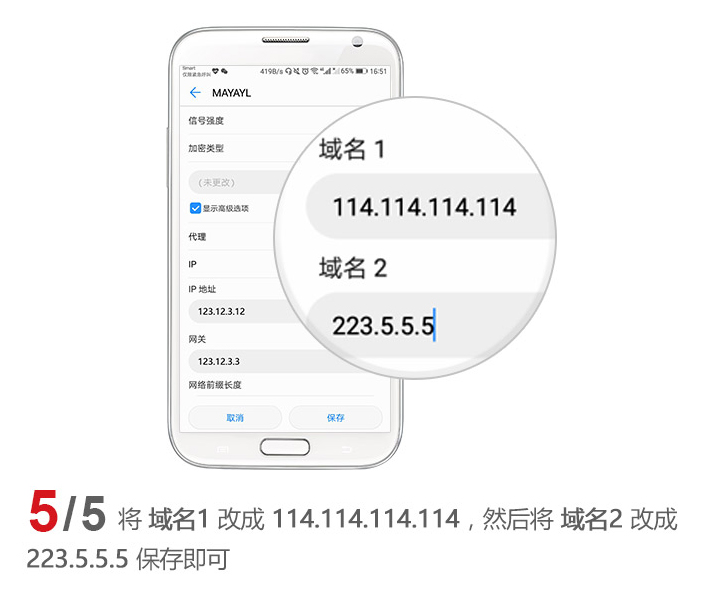 Smart
仅限紧急呼叫
419B/s 65% 16:51
MAYAYL
信号强度
加密类型
(未更改)
显示高级选项
代理
IP
IP 地址
123.12.3.12
网关
123.12.3.3
网络前缀长度
取消 保存
域名 1
114.114.114.114
域名 2
223.5.5.5
5/5 将 域名1 改成 114.114.114.114，然后将 域名2 改成
223.5.5.5 保存即可